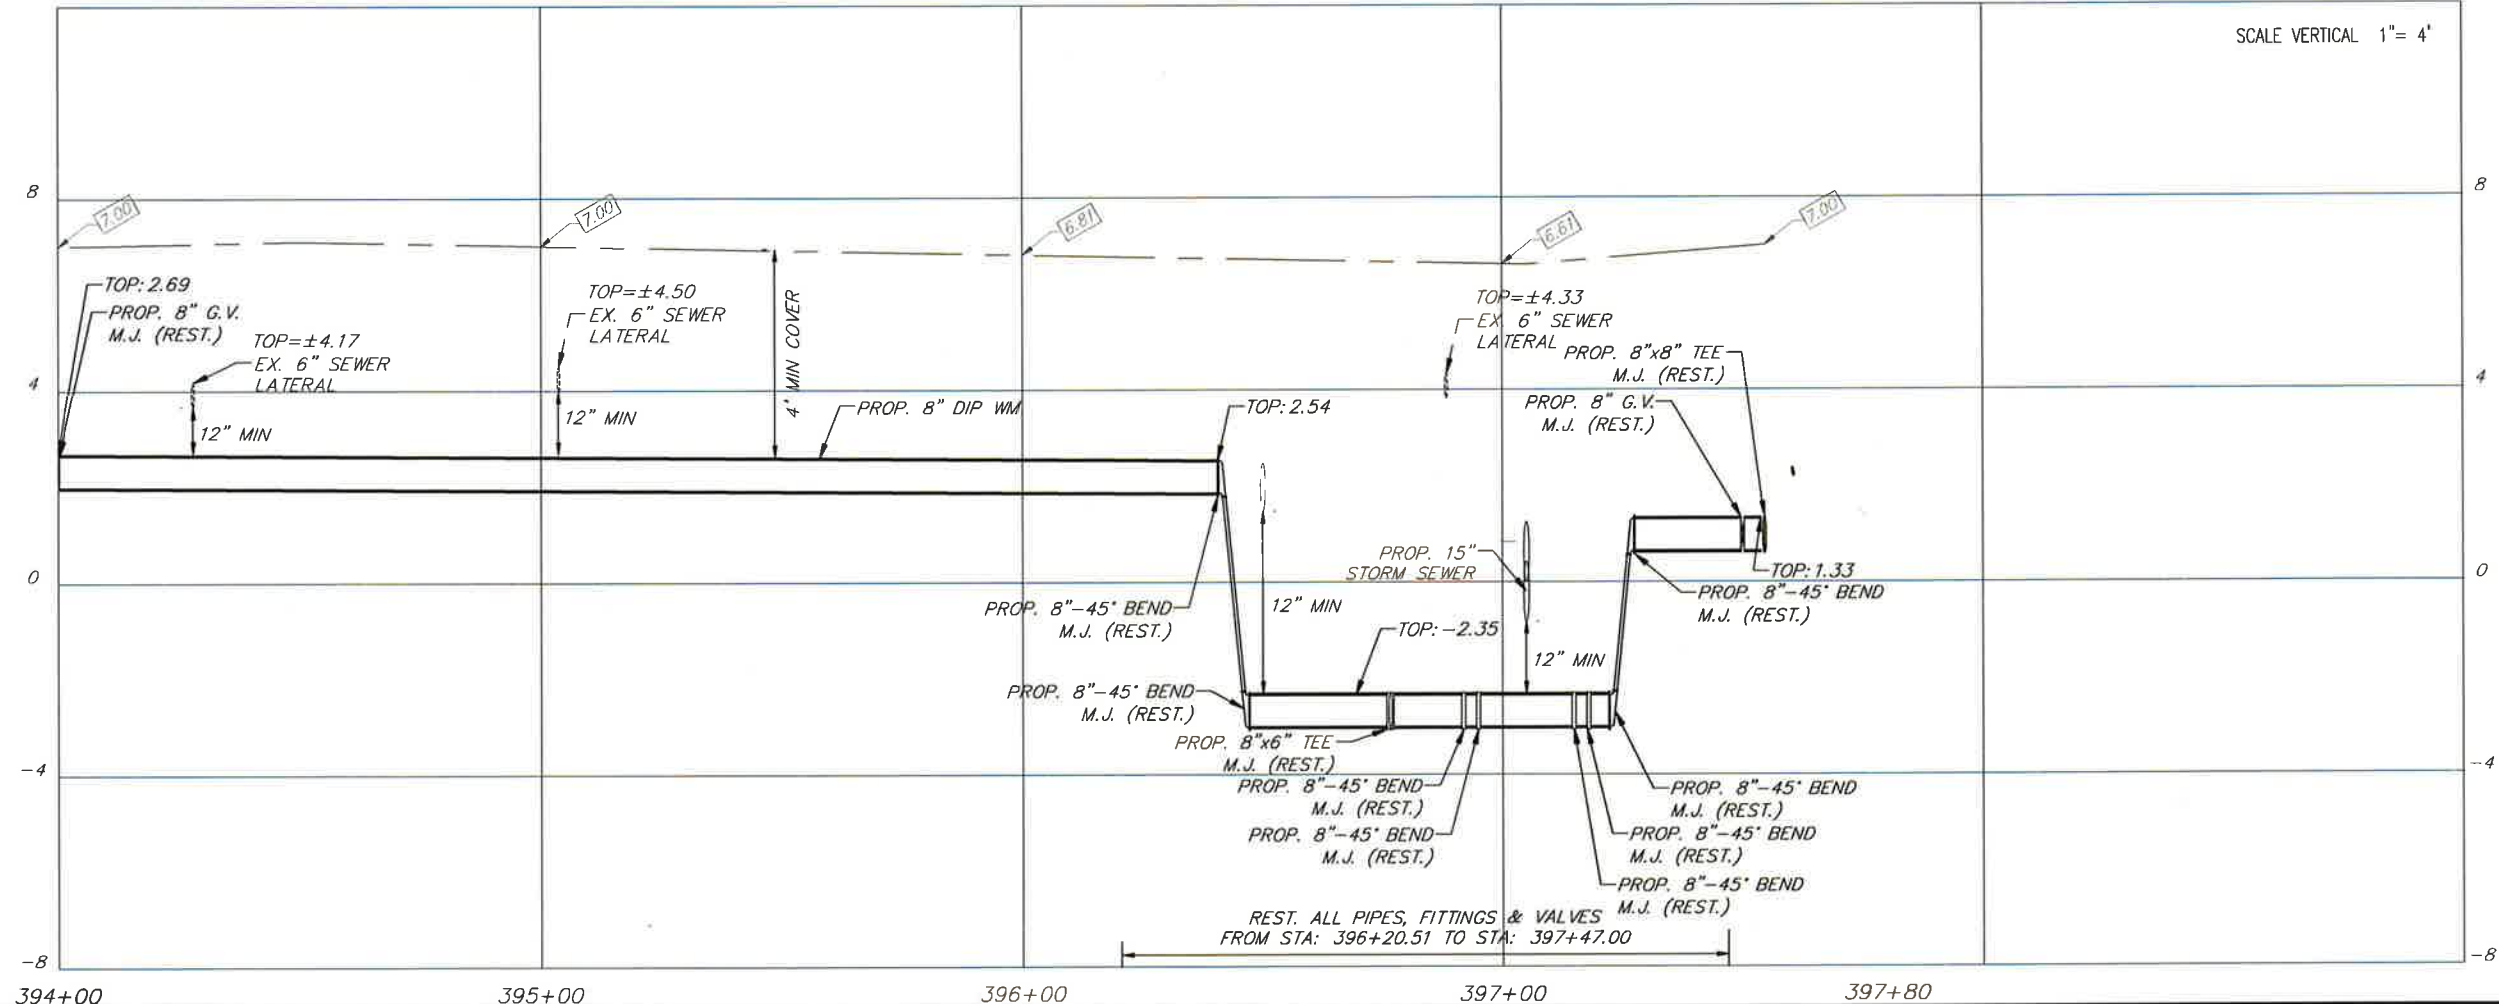 SCALE VERTICAL 1"= 4'
8
8
7.00
7.00
6.81
6.61
7.00
TOP: 2.69
PROP. 8" G.V.
M.J. (REST.)
TOP=±4.17
EX. 6" SEWER
LATERAL
12" MIN
TOP=±4.50
EX. 6" SEWER
LATERAL
12" MIN
4' MIN COVER
PROP. 8" DIP WM
TOP: 2.54
TOP=±4.33
EX. 6" SEWER
LATERAL
PROP. 8"x8" TEE
M.J. (REST.)
PROP. 8" G.V.
M.J. (REST.)
4
4
PROP. 15"
STORM SEWER
TOP: 1.33
0
0
PROP. 8"-45° BEND
M.J. (REST.)
12" MIN
PROP. 8"-45° BEND
M.J. (REST.)
TOP: -2.35
12" MIN
PROP. 8"-45° BEND
M.J. (REST.)
PROP. 8"x6" TEE
M.J. (REST.)
-4
-4
PROP. 8"-45° BEND
M.J. (REST.)
PROP. 8"-45° BEND
M.J. (REST.)
PROP. 8"-45° BEND
M.J. (REST.)
PROP. 8"-45° BEND
M.J. (REST.)
PROP. 8"-45° BEND
M.J. (REST.)
REST. ALL PIPES, FITTINGS & VALVES
FROM STA: 396+20.51 TO STA: 397+47.00
-8
-8
394+00
395+00
396+00
397+00
397+80